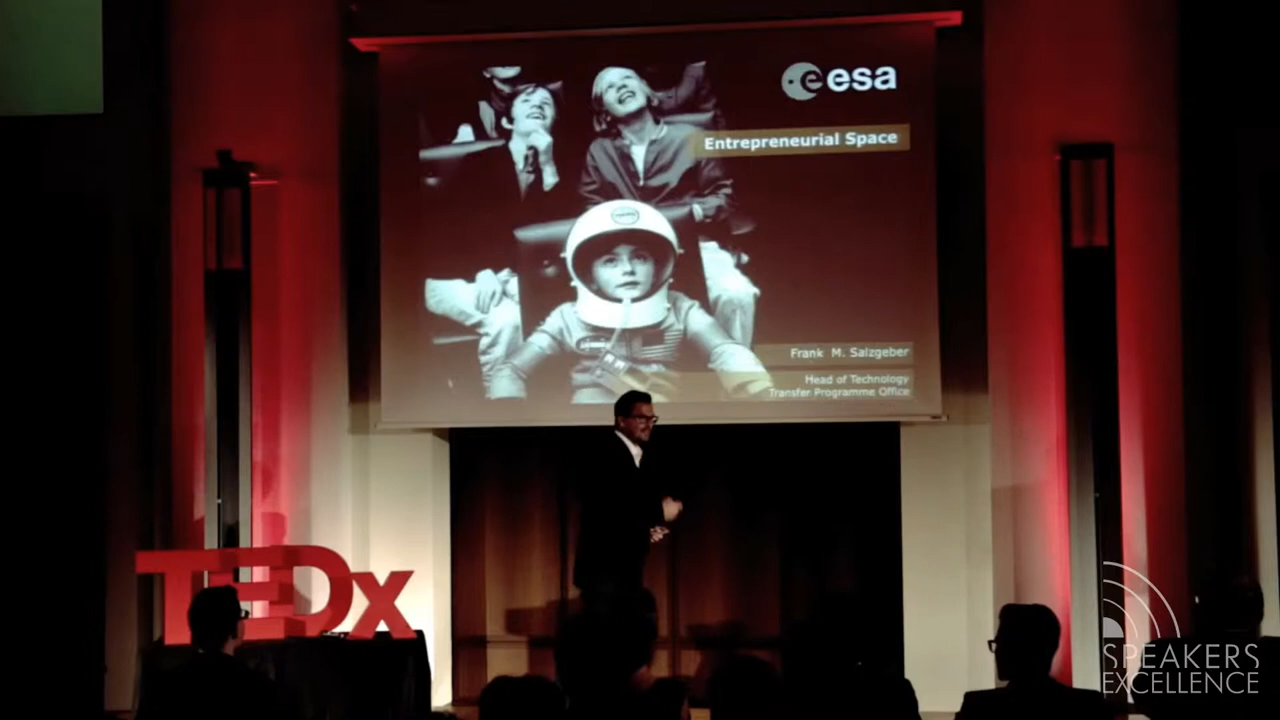 esa
Entrepreneurial Space
Frank M. Salzgeber
Head of Technology
Transfer Programme Office
TEDx
SPEAKERS
EXCELLENCE